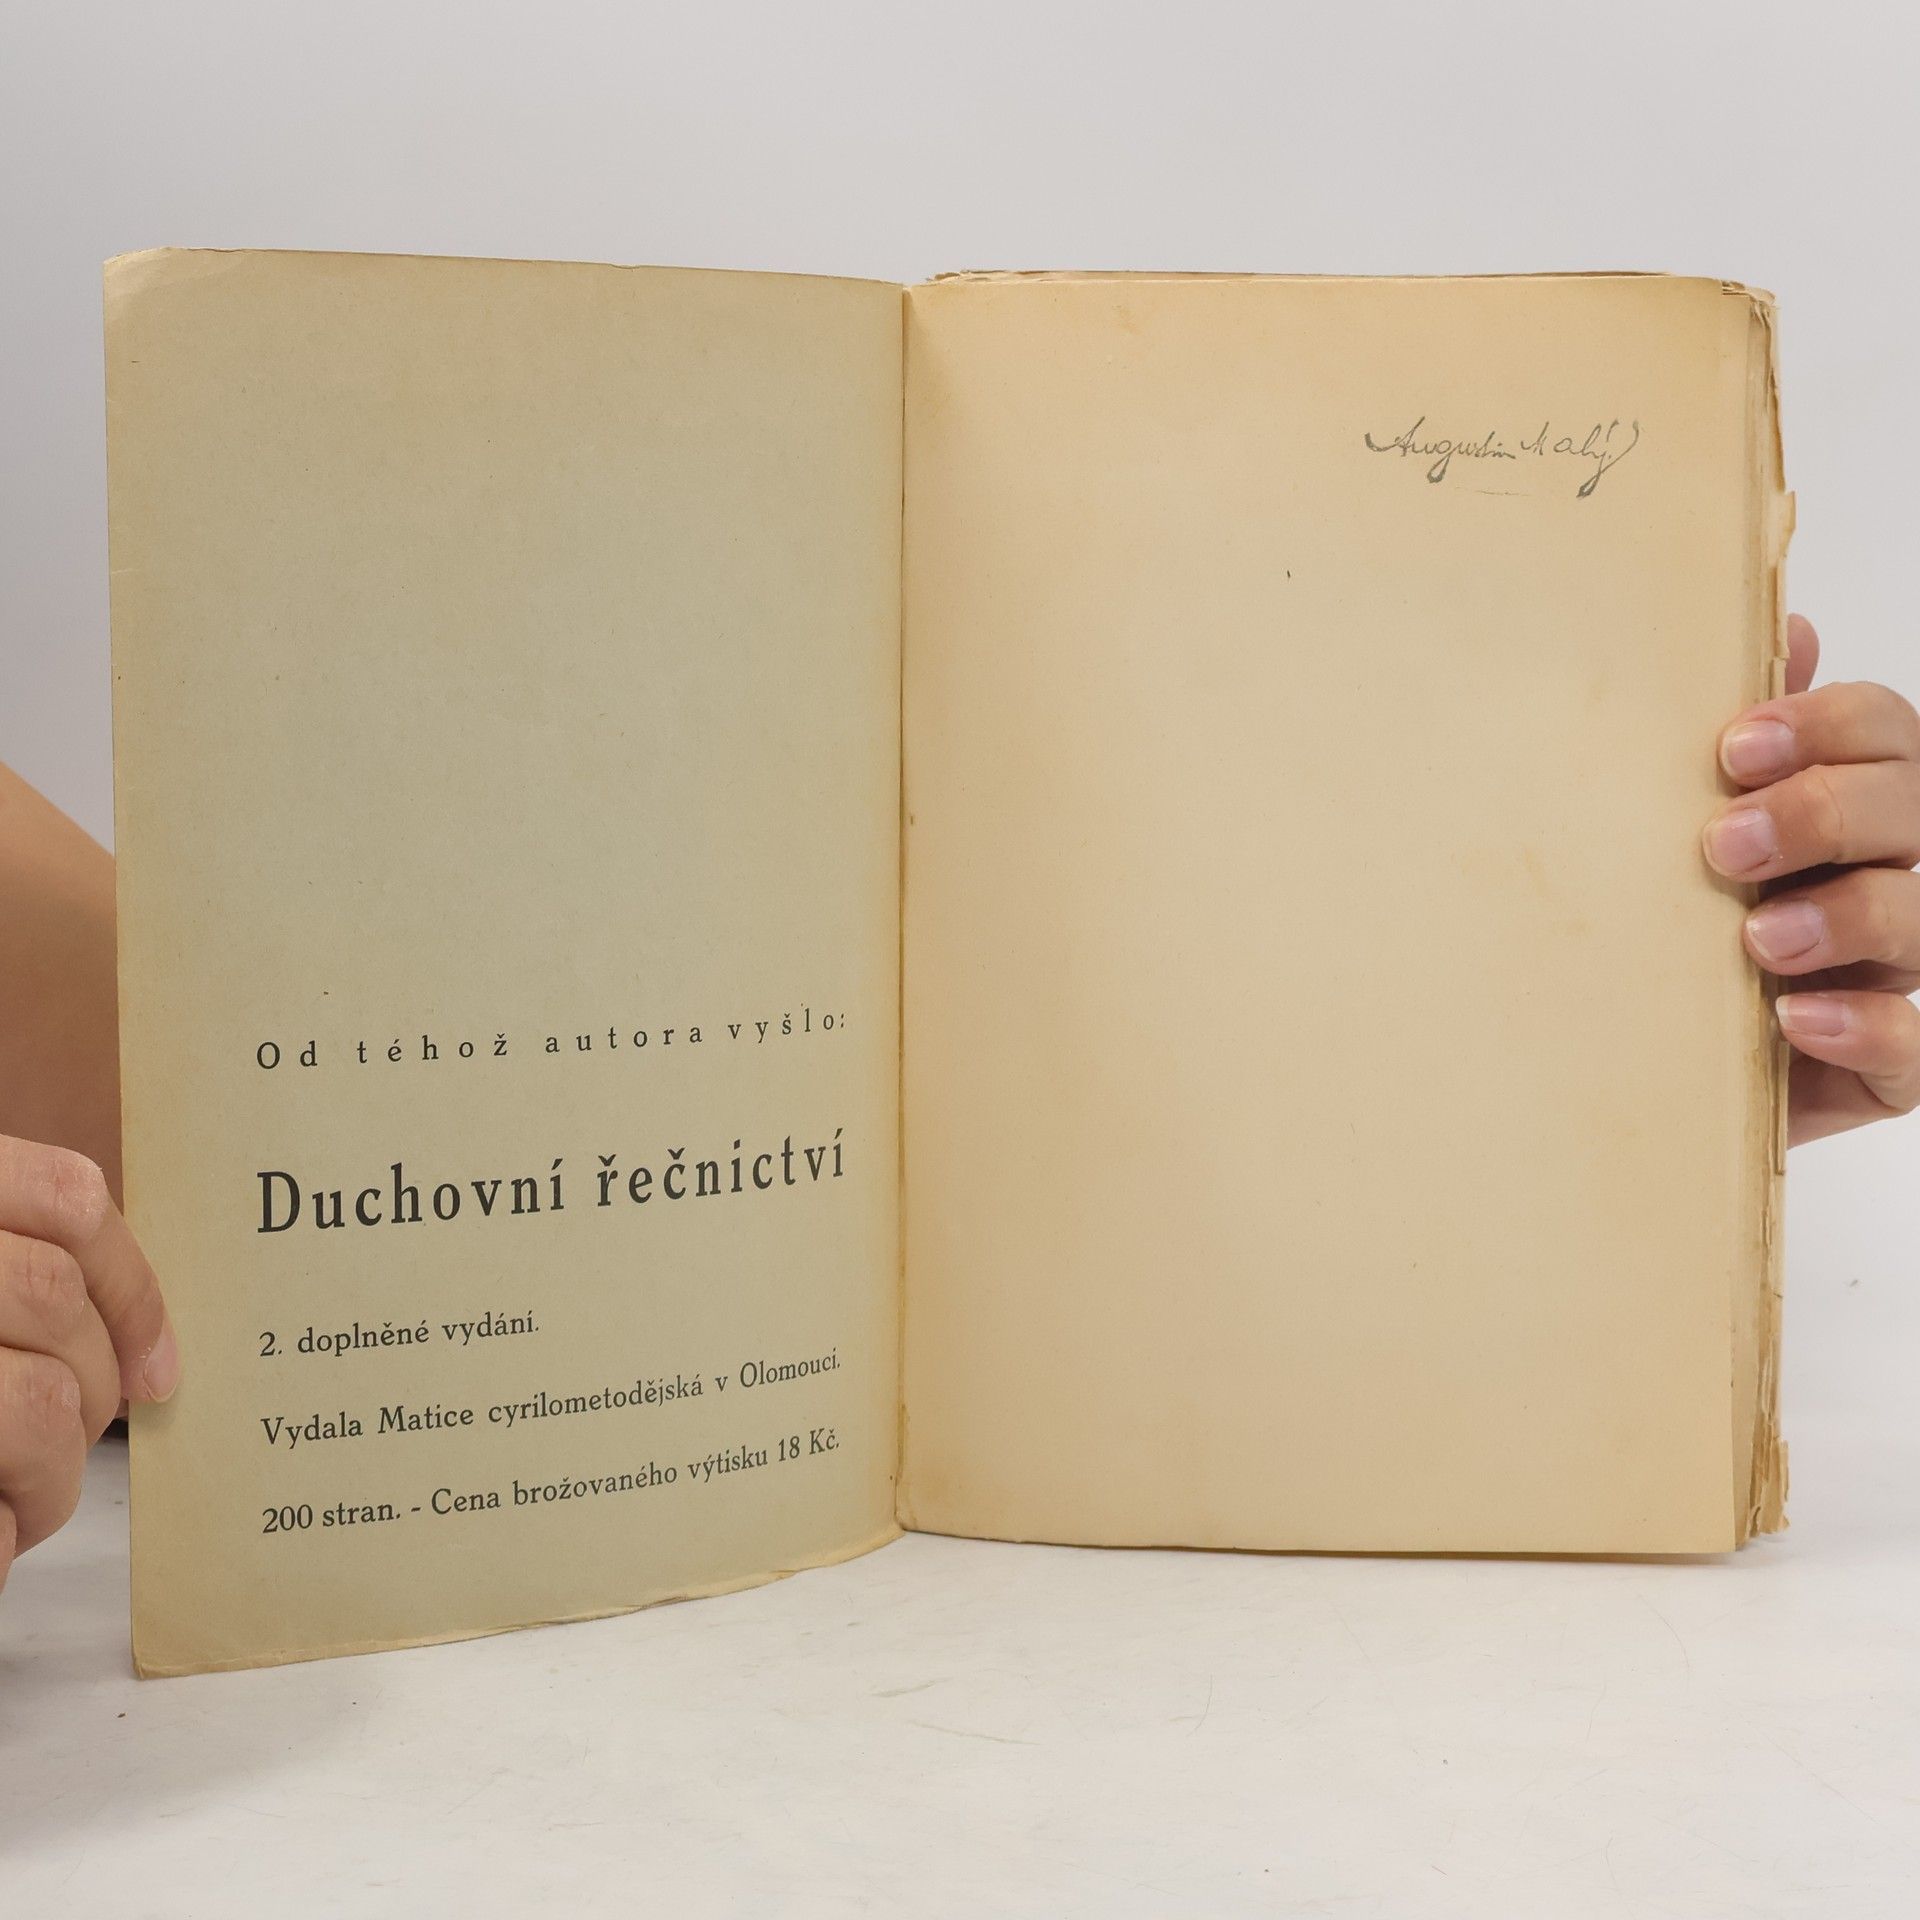 Od téhož autora vyšlo:
Duchovní řečnictví
2. doplněné vydání.
Vydala Matice cyrilometodějská v Olomouci.
200 stran. - Cena brožovaného výtisku 18 Kč.
Augustin Malý